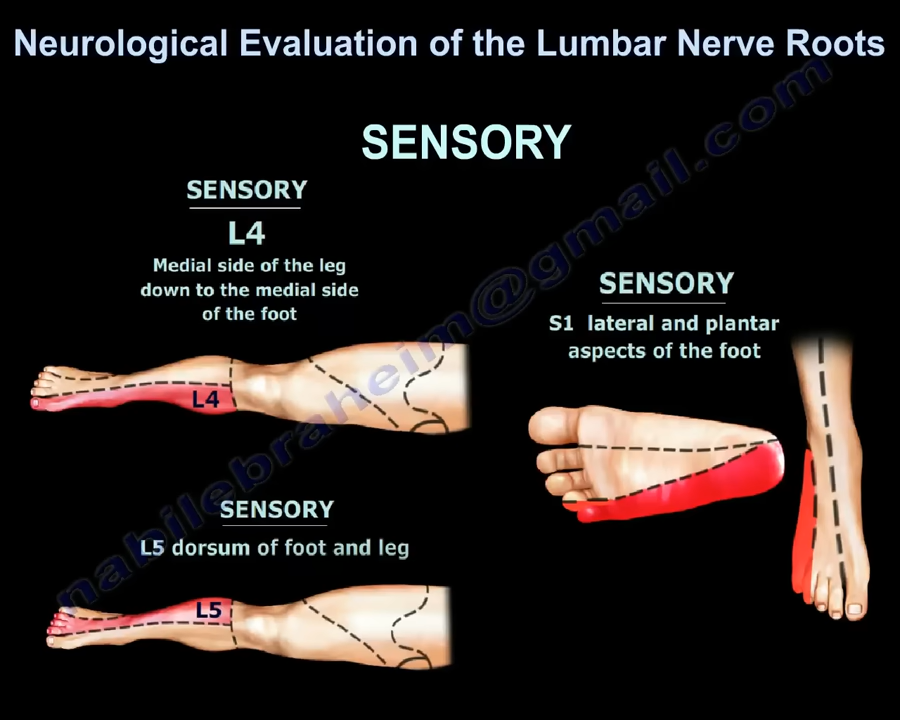 Neurological Evaluation of the Lumbar Nerve Roots
SENSORY
SENSORY
L4
Medial side of the leg
down to the medial side
of the foot
L4
SENSORY
L5 dorsum of foot and leg
L5
SENSORY
S1 lateral and plantar
aspects of the foot
nabilebraheim@gmail.com